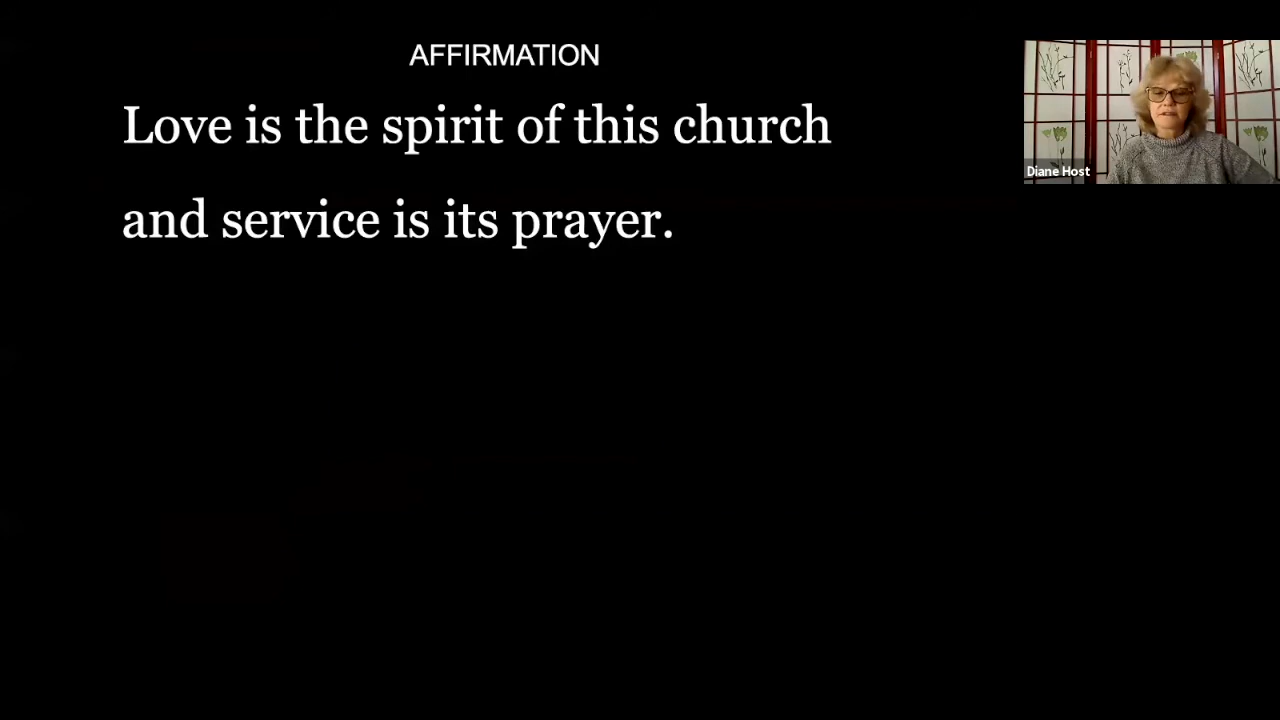 AFFIRMATION
Love is the spirit of this church
and service is its prayer.
Diane Host